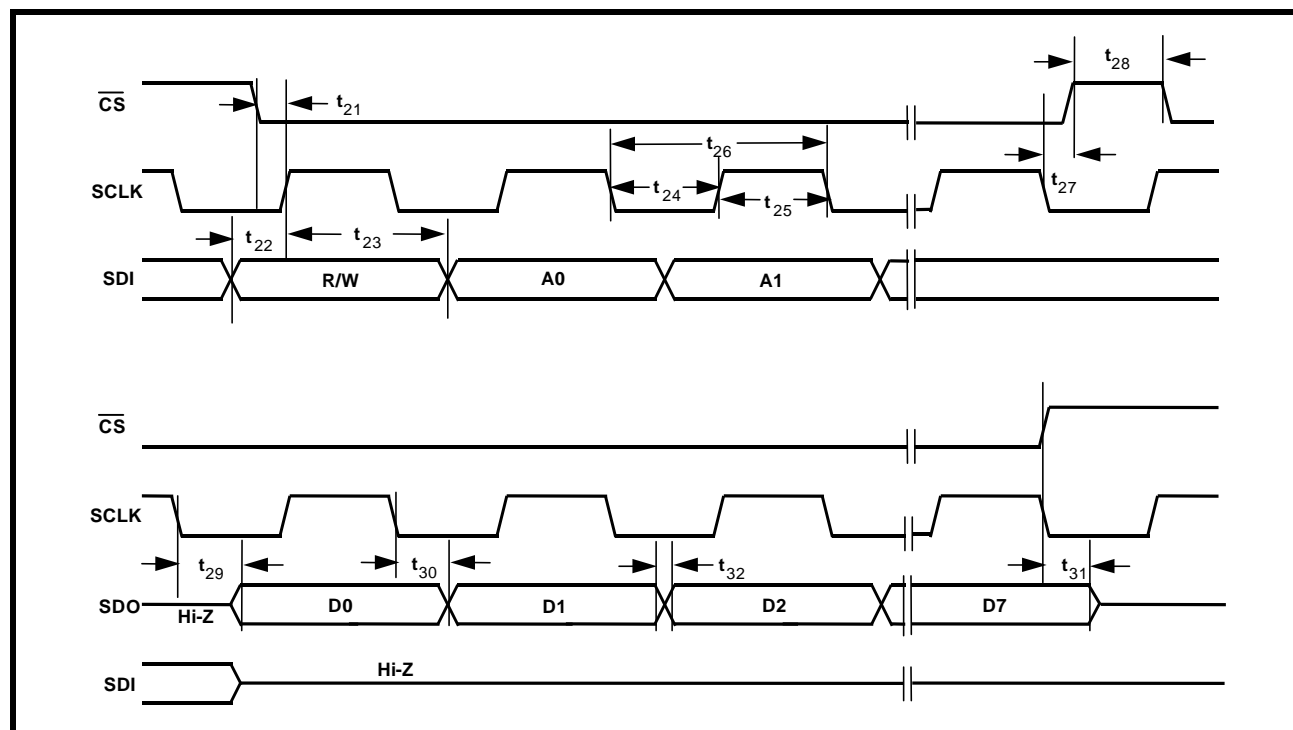 t28
CS
t21
t26
SCLK
t24
t25
t27
t22
t23
SDI
R/W
A0
A1
CS
SCLK
t29
t30
t32
t31
SDO
Hi-Z
D0
D1
D2
D7
SDI
Hi-Z